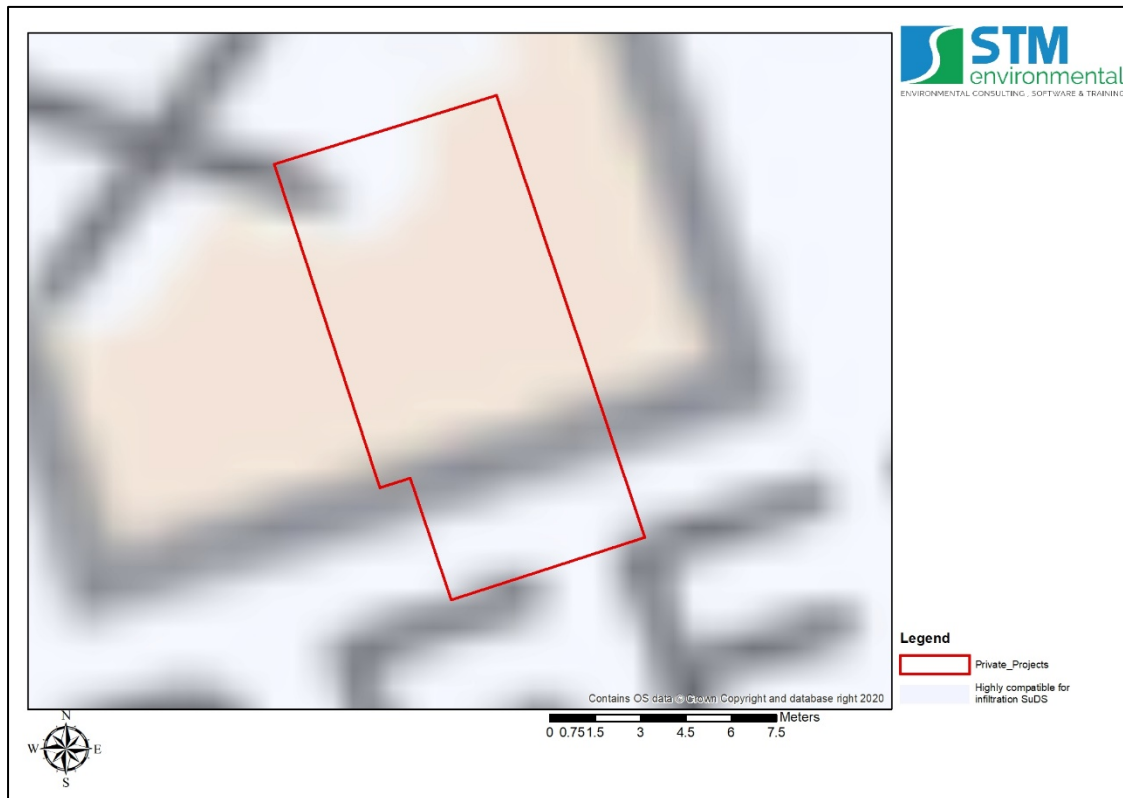 STM
environmental
ENVIRONMENTAL CONSULTING , SOFTWARE & TRAINING
Legend
Private_Projects
Highly compatible for
infiltration SuDS
Contains OS data © Crown Copyright and database right 2020
Meters
0 0.75 1.5 3 4.5 6 7.5
N
W E
S